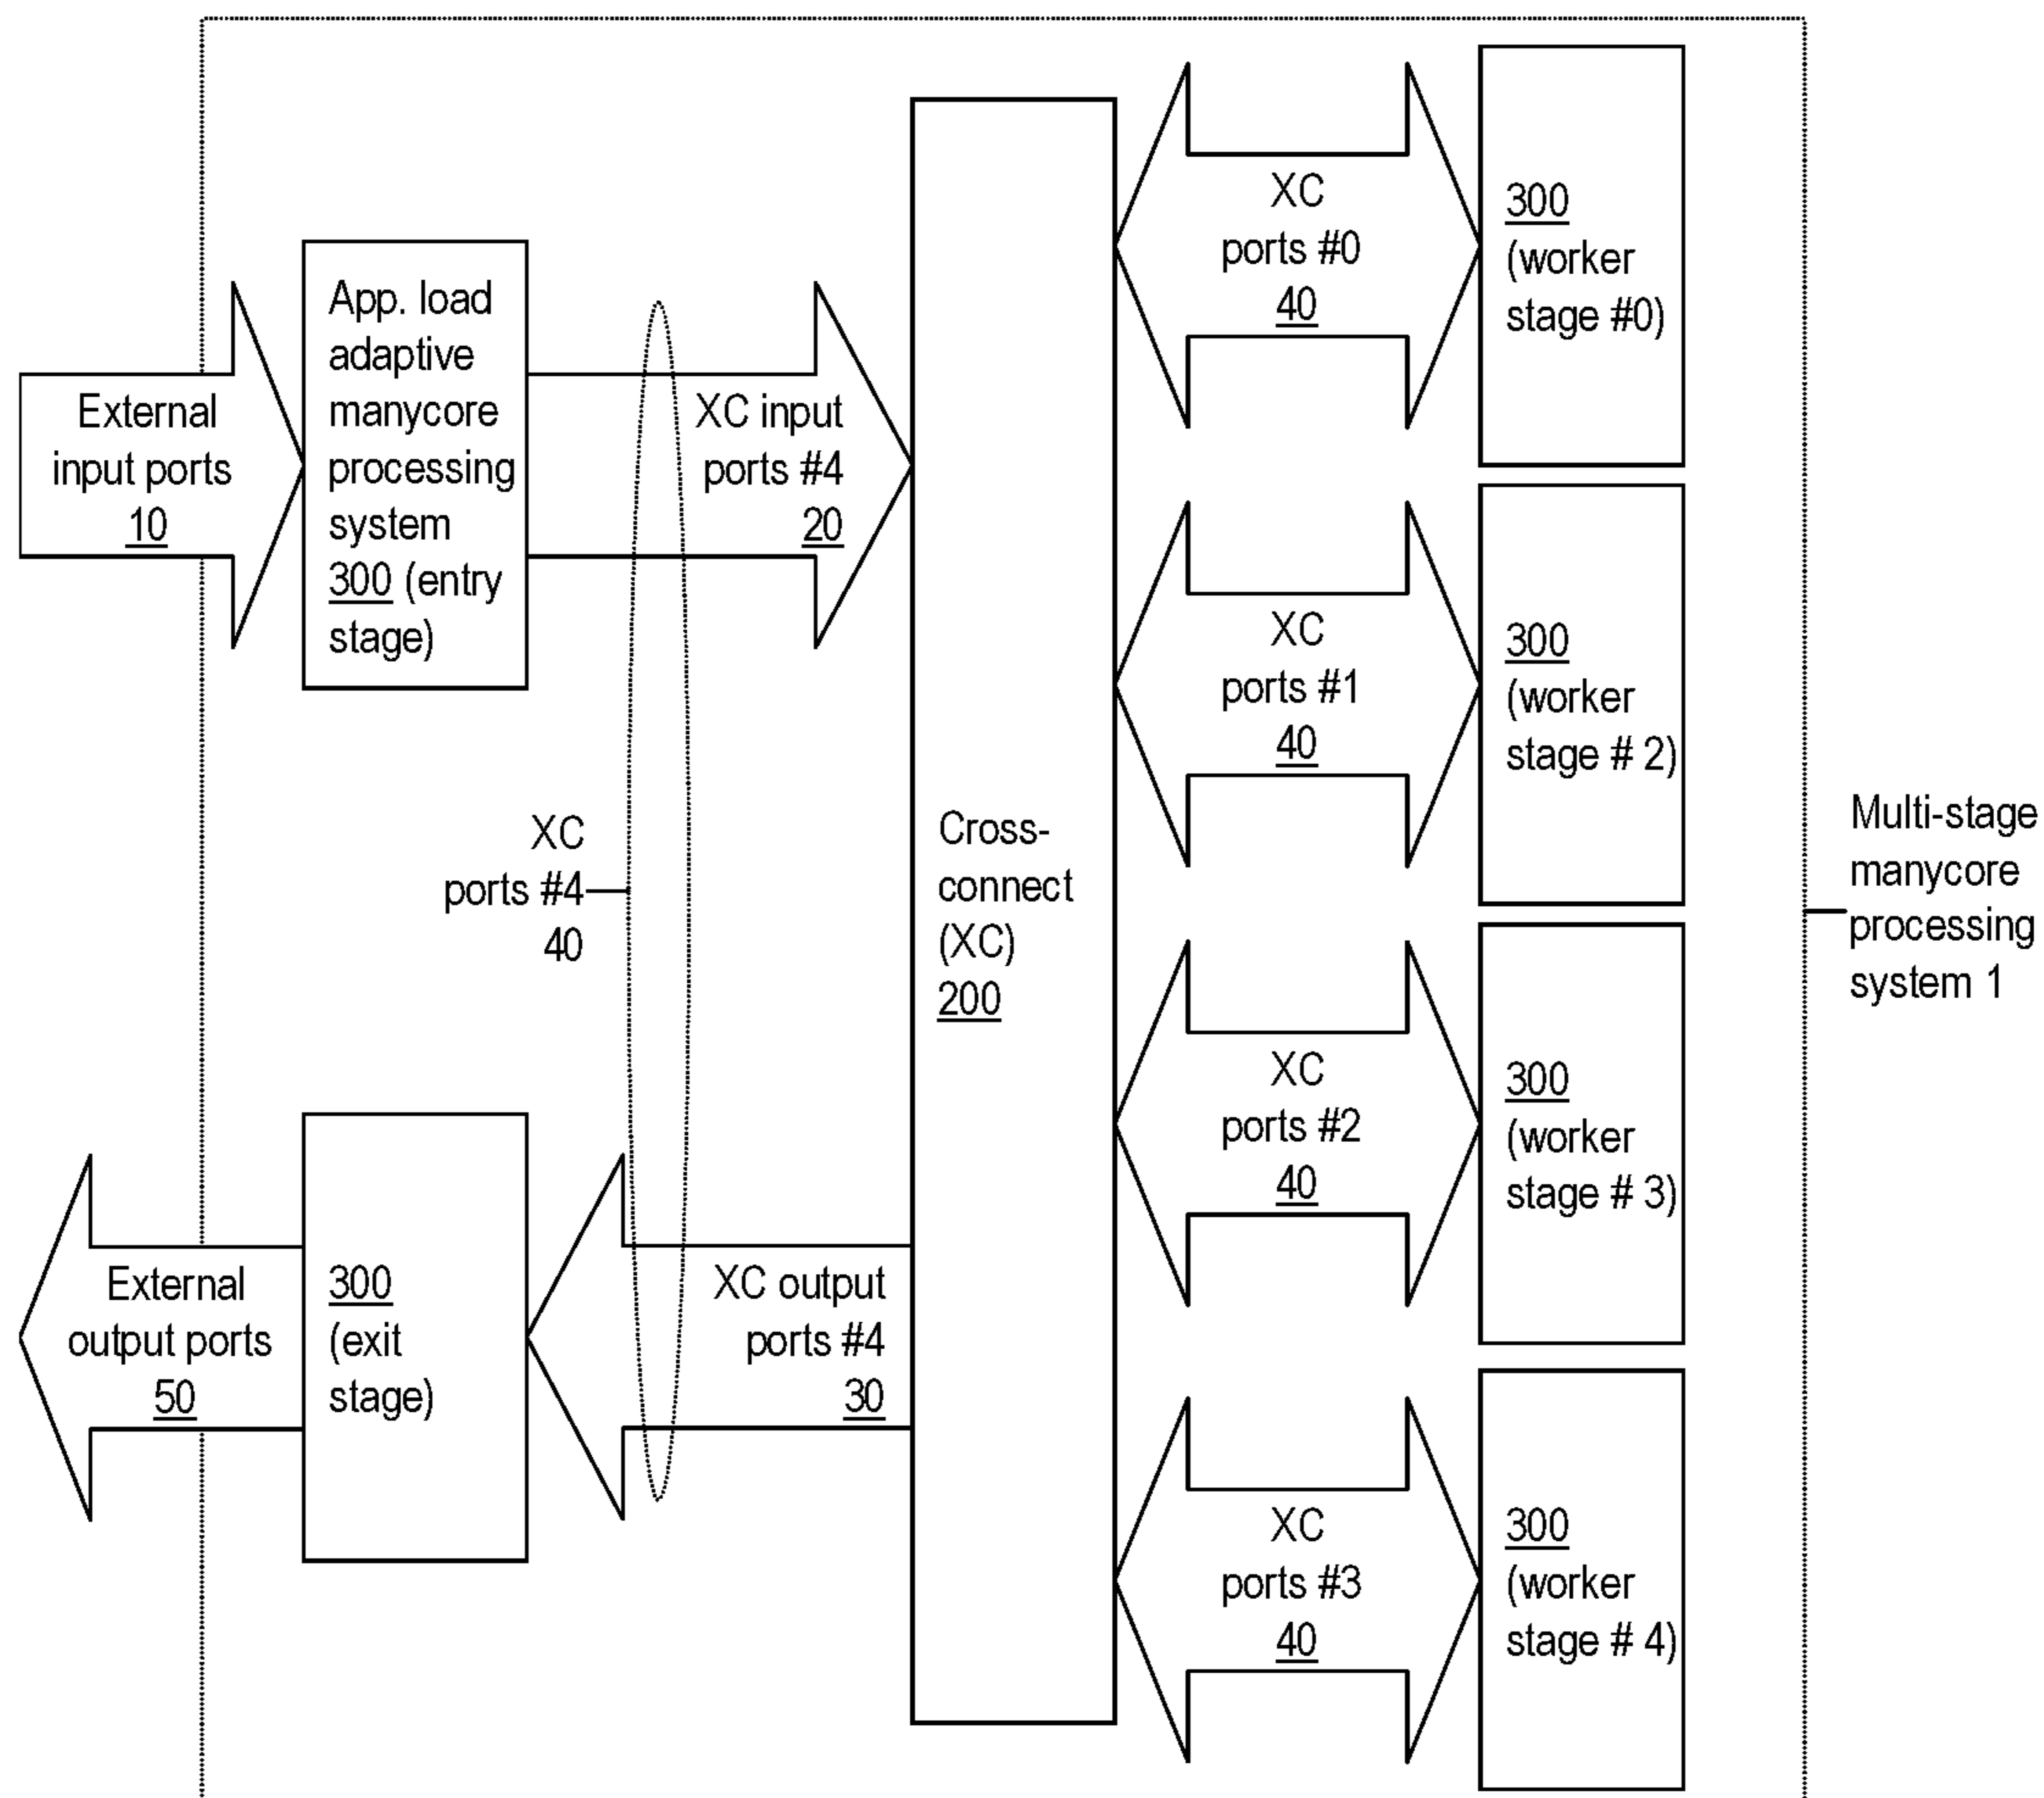 App. load
adaptive
manycore
processing
system
300 (entry
stage)
External
input ports
10
XC input
ports #4
20
XC
ports #4
40
Cross-
connect
(XC)
200
XC
ports #0
40
300
(worker
stage #0)
XC
ports #1
40
300
(worker
stage # 2)
XC
ports #2
40
300
(worker
stage # 3)
XC
ports #3
40
300
(worker
stage # 4)
Multi-stage
manycore
processing
system 1
External
output ports
50
300
(exit
stage)
XC output
ports #4
30